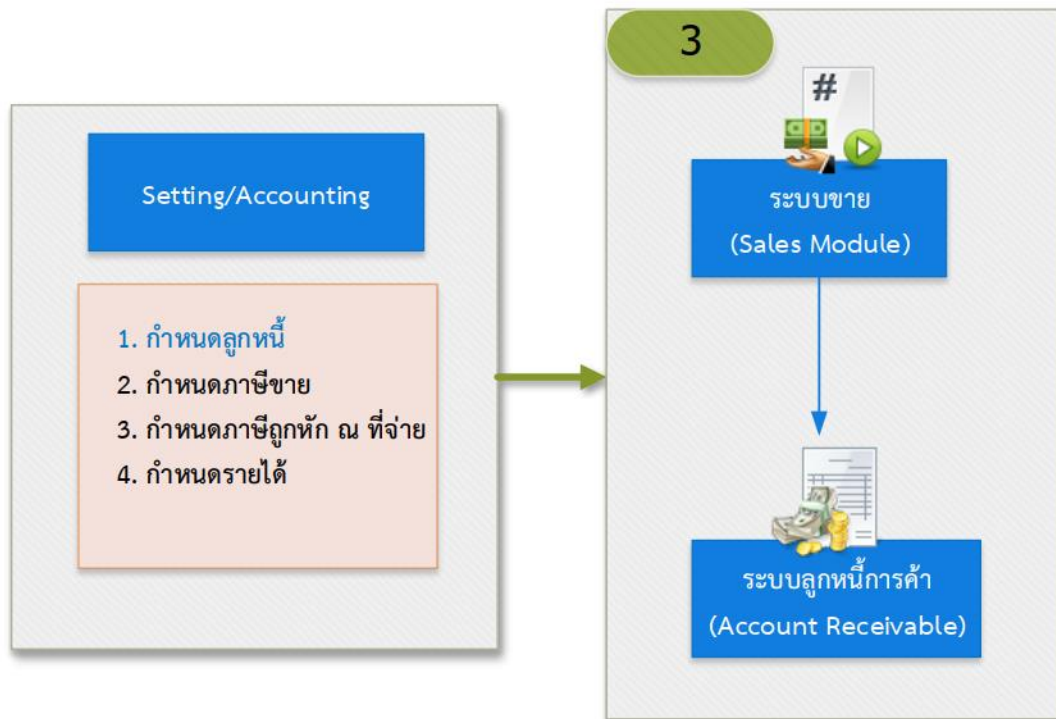 Setting/Accounting
1. กำหนดลูกหนี้
2. กำหนดภาษีขาย
3. กำหนดภาษีถูกหัก ณ ที่จ่าย
4. กำหนดรายได้
3
#
ระบบขาย
(Sales Module)
ระบบลูกหนี้การค้า
(Account Receivable)